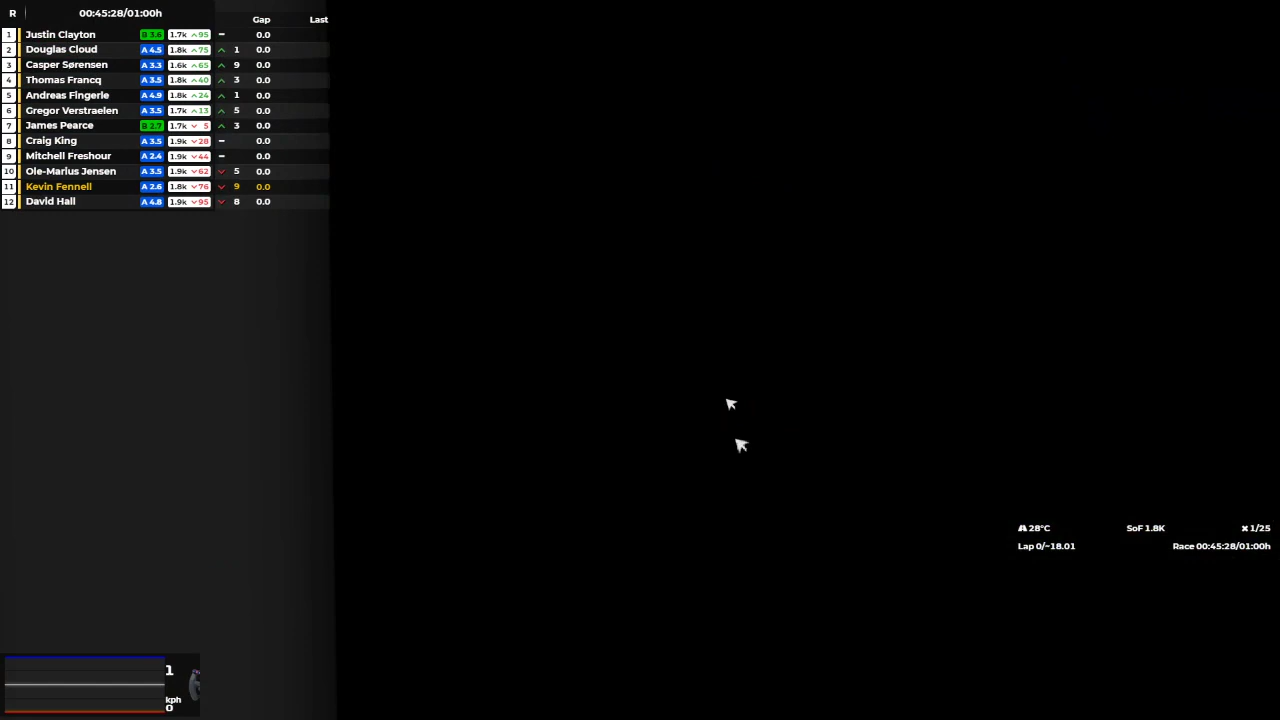 R 00:45:28/01:00h
Gap Last
1 Justin Clayton B 3.6 1.7k 95 0.0
2 Douglas Cloud A 4.5 1.8k 75 1 0.0
3 Casper Sørensen A 3.3 1.6k 65 9 0.0
4 Thomas Francq A 3.5 1.8k 40 3 0.0
5 Andreas Fingerle A 4.9 1.8k 24 1 0.0
6 Gregor Verstraelen A 3.5 1.7k 13 5 0.0
7 James Pearce B 2.7 1.7k 5 3 0.0
8 Craig King A 3.5 1.9k 28 0.0
9 Mitchell Freshour A 2.4 1.9k 44 0.0
10 Ole-Marius Jensen A 3.5 1.9k 62 5 0.0
11 Kevin Fennell A 2.6 1.8k 76 9 0.0
12 David Hall A 4.8 1.9k 95 8 0.0
28°C SoF 1.8K 1/25
Lap 0/~18.01 Race 00:45:28/01:00h
1
kph
0